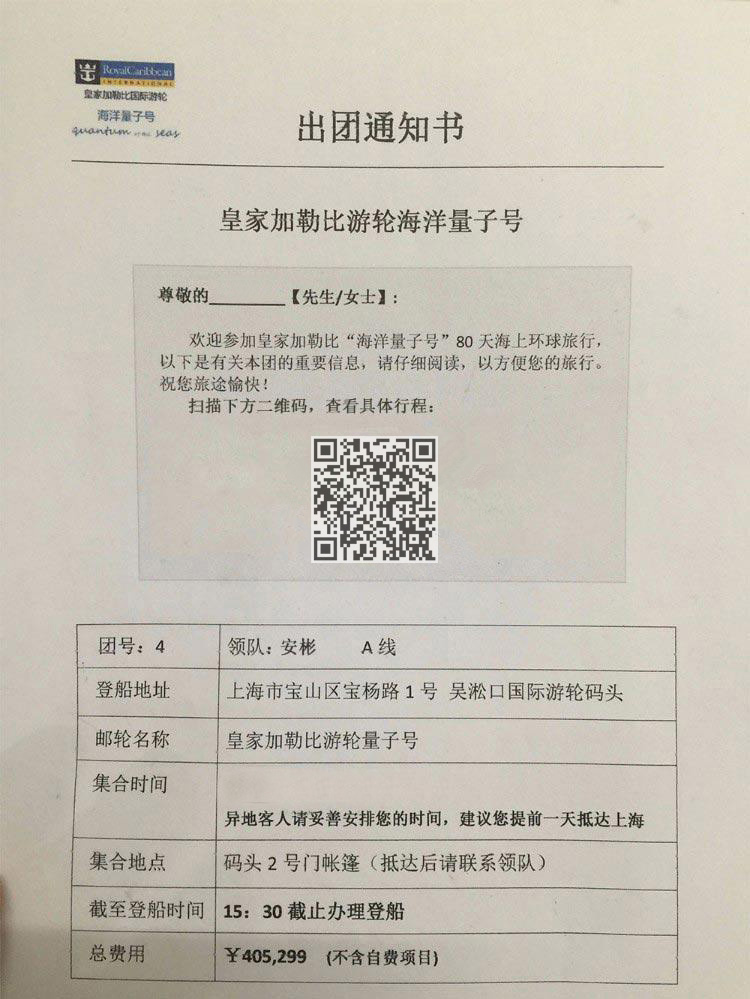 RoyalCaribbean
INTERNATIONAL
皇家加勒比国际游轮
海洋量子号
quantum OF THE seas
出团通知书
皇家加勒比游轮海洋量子号
尊敬的________【先生/女士】:
欢迎参加皇家加勒比“海洋量子号”80 天海上环球旅行，
以下是有关本团的重要信息，请仔细阅读，以方便您的旅行。
祝您旅途愉快！
扫描下方二维码，查看具体行程：
团号：4 领队：安彬 A 线
登船地址 上海市宝山区宝杨路 1 号 吴淞口国际游轮码头
邮轮名称 皇家加勒比游轮量子号
集合时间
异地客人请妥善安排您的时间，建议您提前一天抵达上海
集合地点 码头 2 号门帐篷（抵达后请联系领队）
截至登船时间 15：30 截止办理登船
总费用 ￥405,299 (不含自费项目)